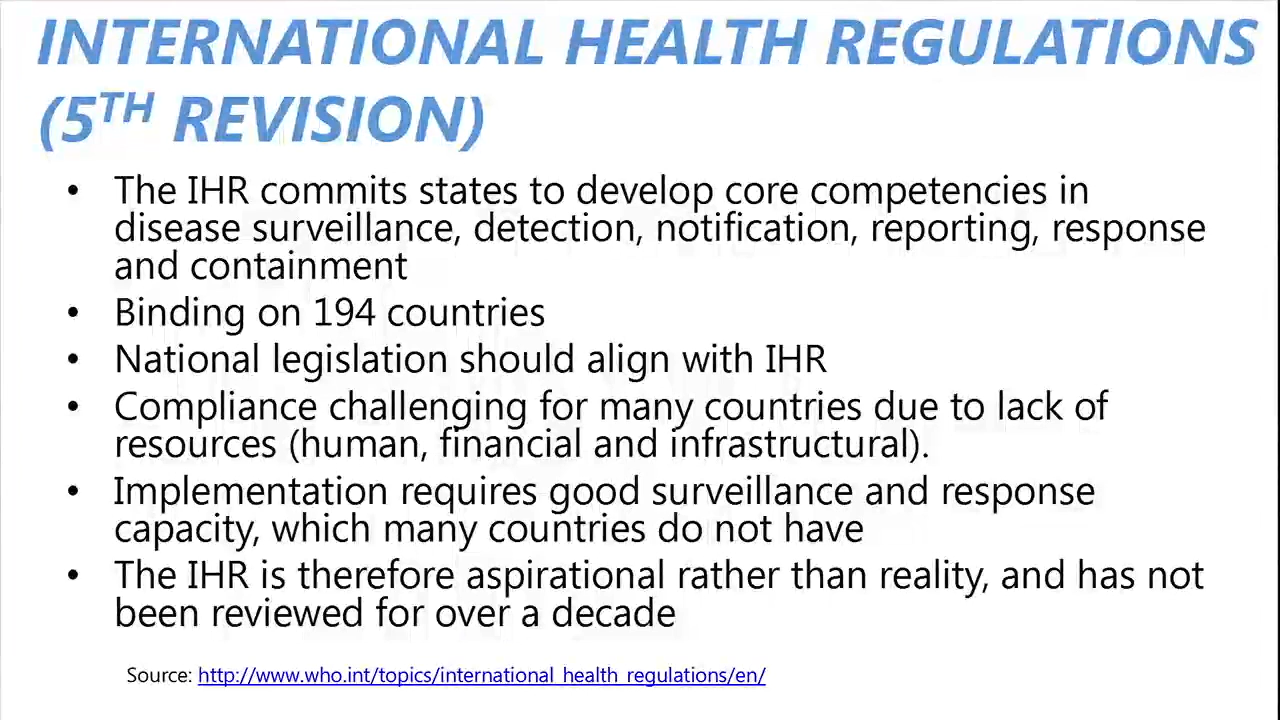 INTERNATIONAL HEALTH REGULATIONS
(5TH REVISION)
• The IHR commits states to develop core competencies in
disease surveillance, detection, notification, reporting, response
and containment
• Binding on 194 countries
• National legislation should align with IHR
• Compliance challenging for many countries due to lack of
resources (human, financial and infrastructural).
• Implementation requires good surveillance and response
capacity, which many countries do not have
• The IHR is therefore aspirational rather than reality, and has not
been reviewed for over a decade
Source: http://www.who.int/topics/international_health_regulations/en/